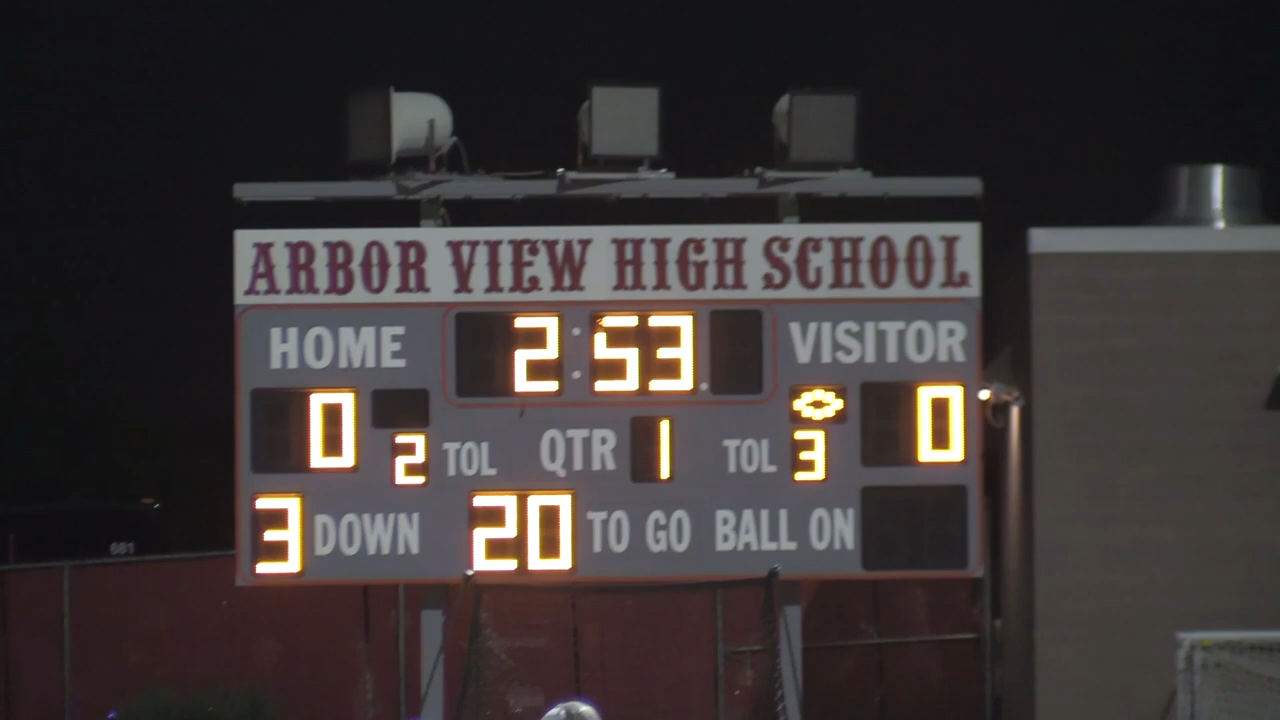 ARBOR VIEW HIGH SCHOOL
HOME 2:53 VISITOR
0 2 TOL QTR 1 TOL 3 0
3 DOWN 20 TO GO BALL ON
681